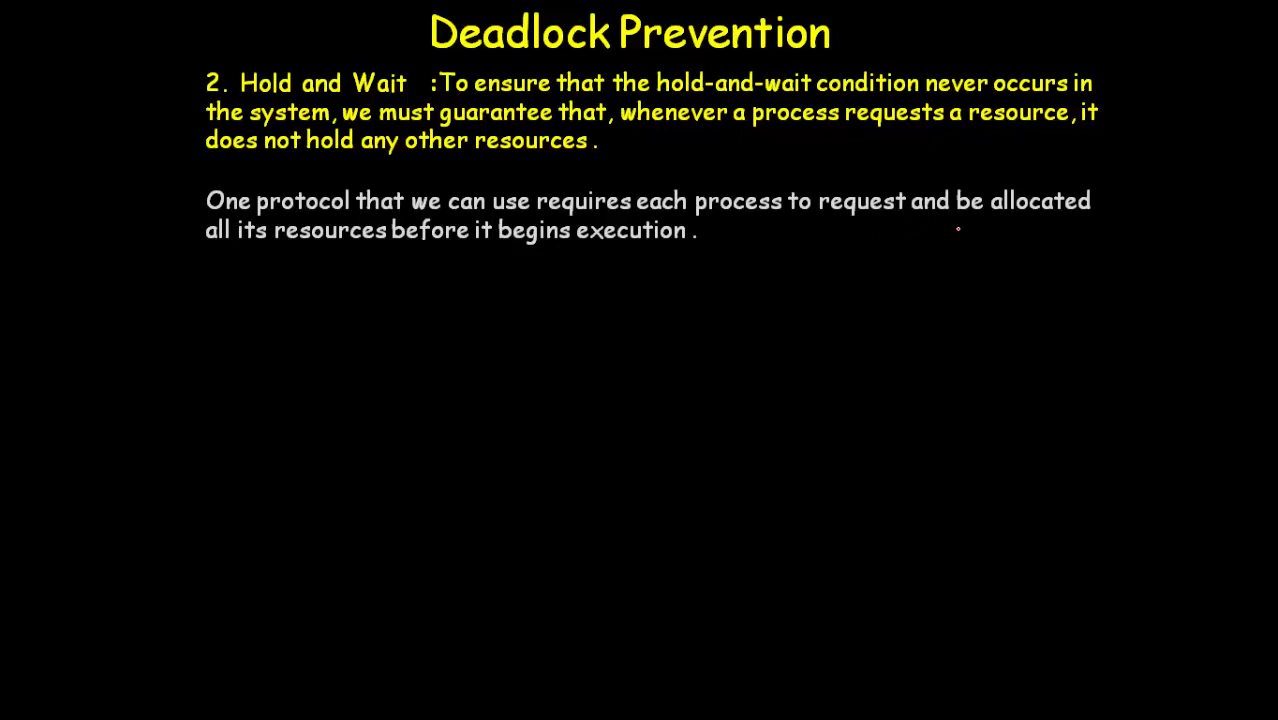 Deadlock Prevention
2. Hold and Wait : To ensure that the hold-and-wait condition never occurs in
the system, we must guarantee that, whenever a process requests a resource, it
does not hold any other resources .
One protocol that we can use requires each process to request and be allocated
all its resources before it begins execution .